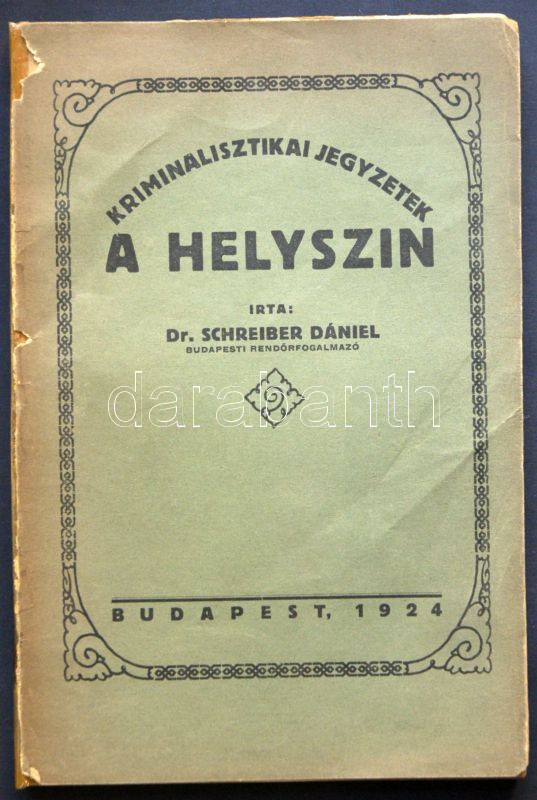 KRIMINALISZTIKAI JEGYZETEK
A HELYSZIN
IRTA:
Dr. SCHREIBER DÁNIEL
BUDAPESTI RENDŐRFOGALMAZÓ
darabanth
BUDAPEST, 1924